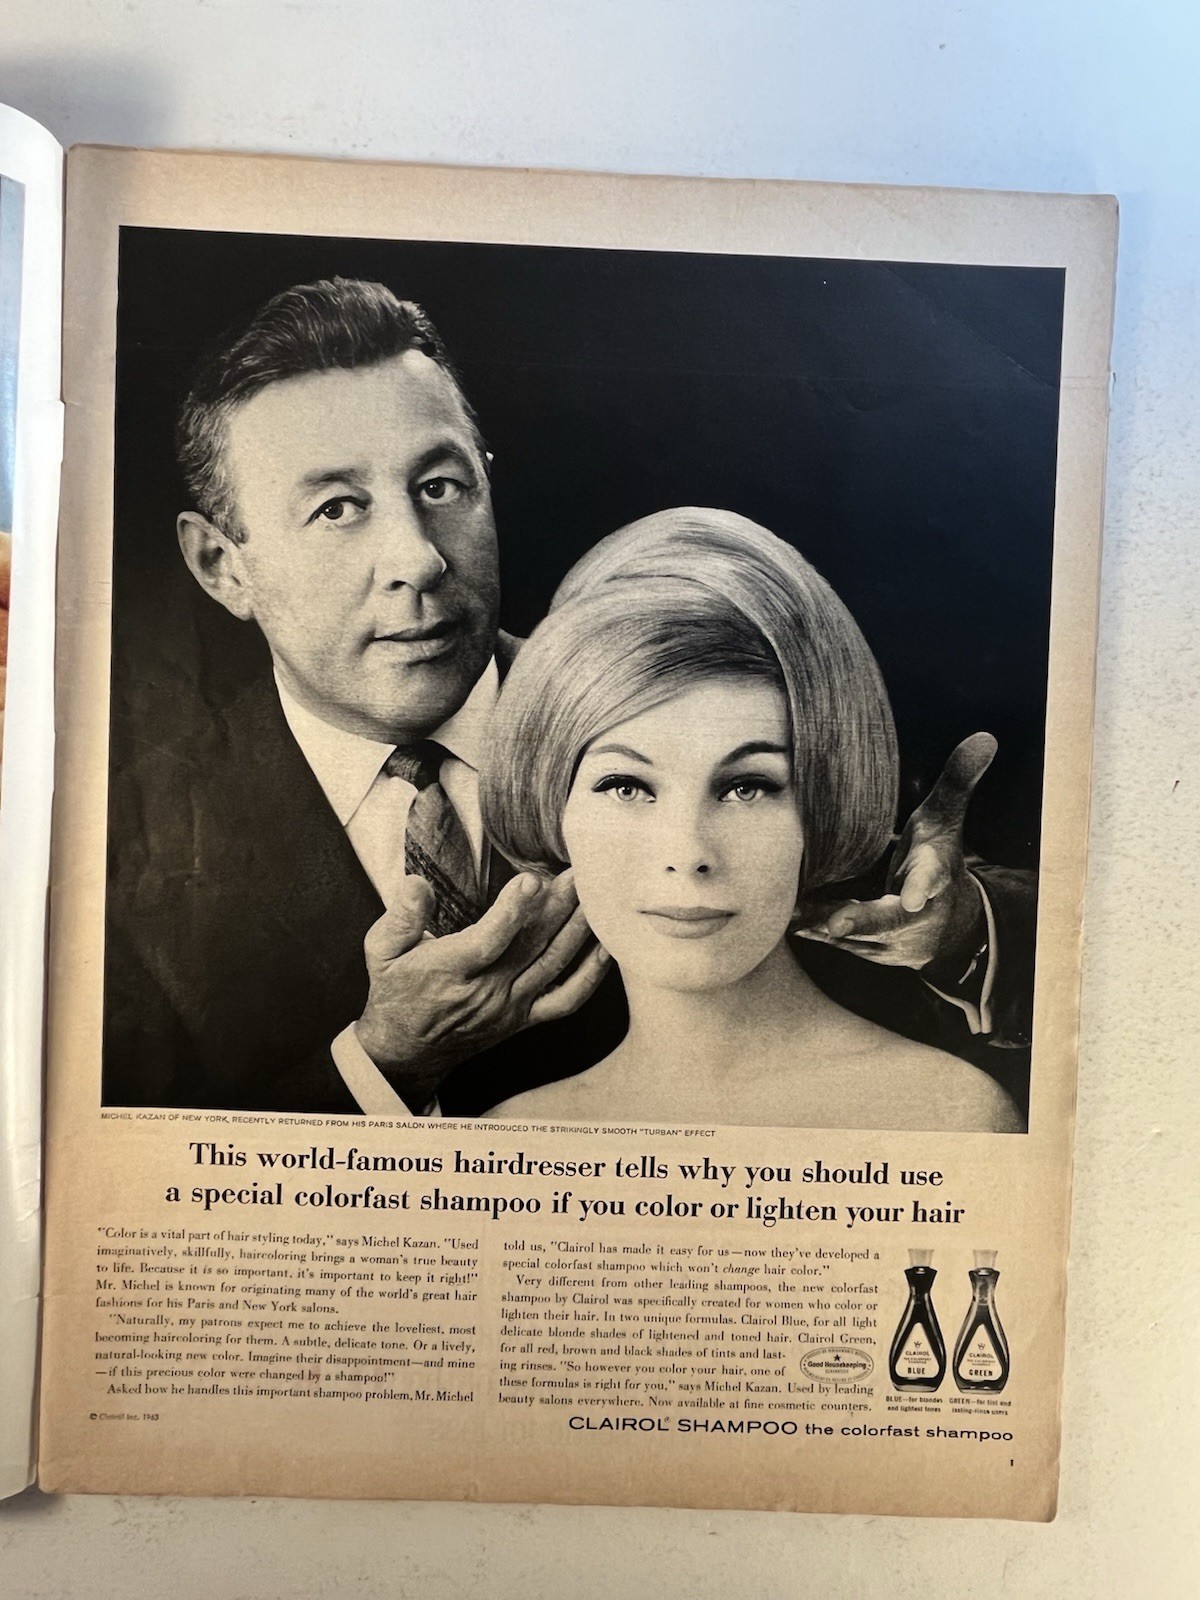 MICHEL KAZAN OF NEW YORK, RECENTLY RETURNED FROM HIS PARIS SALON WHERE HE INTRODUCED THE STRIKINGLY SMOOTH "TURBAN" EFFECT
This world-famous hairdresser tells why you should use
a special colorfast shampoo if you color or lighten your hair
"Color is a vital part of hair styling today," says Michel Kazan. "Used
imaginatively, skillfully, haircoloring brings a woman's true beauty
to life. Because it is so important, it's important to keep it right!"
Mr. Michel is known for originating many of the world's great hair
fashions for his Paris and New York salons.
"Naturally, my patrons expect me to achieve the loveliest, most
becoming haircoloring for them. A subtle, delicate tone. Or a lively,
natural-looking new color. Imagine their disappointment—and mine
—if this precious color were changed by a shampoo!"
Asked how he handles this important shampoo problem, Mr. Michel
told us, "Clairol has made it easy for us—now they've developed a
special colorfast shampoo which won't change hair color."
Very different from other leading shampoos, the new colorfast
shampoo by Clairol was specifically created for women who color or
lighten their hair. In two unique formulas. Clairol Blue, for all light
delicate blonde shades of lightened and toned hair. Clairol Green,
for all red, brown and black shades of tints and last-
ing rinses. "So however you color your hair, one of
these formulas is right for you," says Michel Kazan. Used by leading
beauty salons everywhere. Now available at fine cosmetic counters.
Good Housekeeping
GUARANTEES
CLAIROL
BLUE
CLAIROL
GREEN
BLUE—for blondes
and lightest tones
GREEN—for tint and
lasting-rinse users
© Clairol Inc. 1963
CLAIROL® SHAMPOO the colorfast shampoo
1